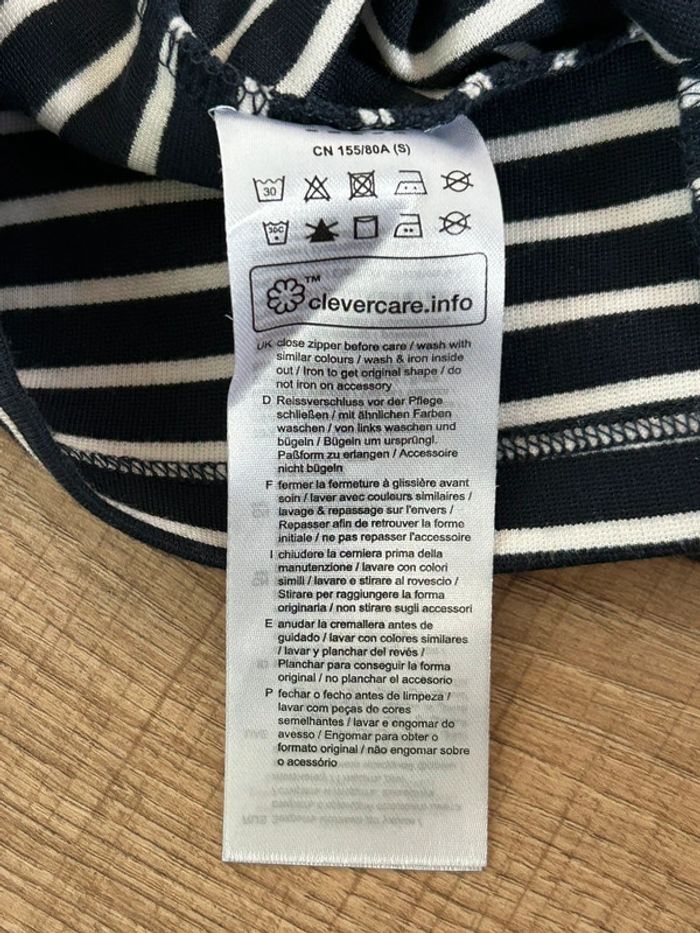 CN 155/80A (S)
30
30C
TM
clevercare.info
UK close zipper before care / wash with
similar colours / wash & iron inside
out / Iron to get original shape / do
not iron on accessory
D Reissverschluss vor der Pflege
schließen / mit ähnlichen Farben
waschen / von links waschen und
bügeln / Bügeln um ursprüngl.
Paßform zu erlangen / Accessoire
nicht bügeln
F fermer la fermeture à glissière avant
soin / laver avec couleurs similaires /
lavage & repassage sur l'envers /
Repasser afin de retrouver la forme
initiale / ne pas repasser l'accessoire
I chiudere la cerniera prima della
manutenzione / lavare con colori
simili / lavare e stirare al rovescio /
Stirare per raggiungere la forma
originaria / non stirare sugli accessori
E anudar la cremallera antes de
guidado / lavar con colores similares
/ lavar y planchar del revés /
Planchar para conseguir la forma
original / no planchar el accesorio
P fechar o fecho antes de limpeza /
lavar com peças de cores
semelhantes / lavar e engomar do
avesso / Engomar para obter o
formato original / não engomar sobre
o acessório